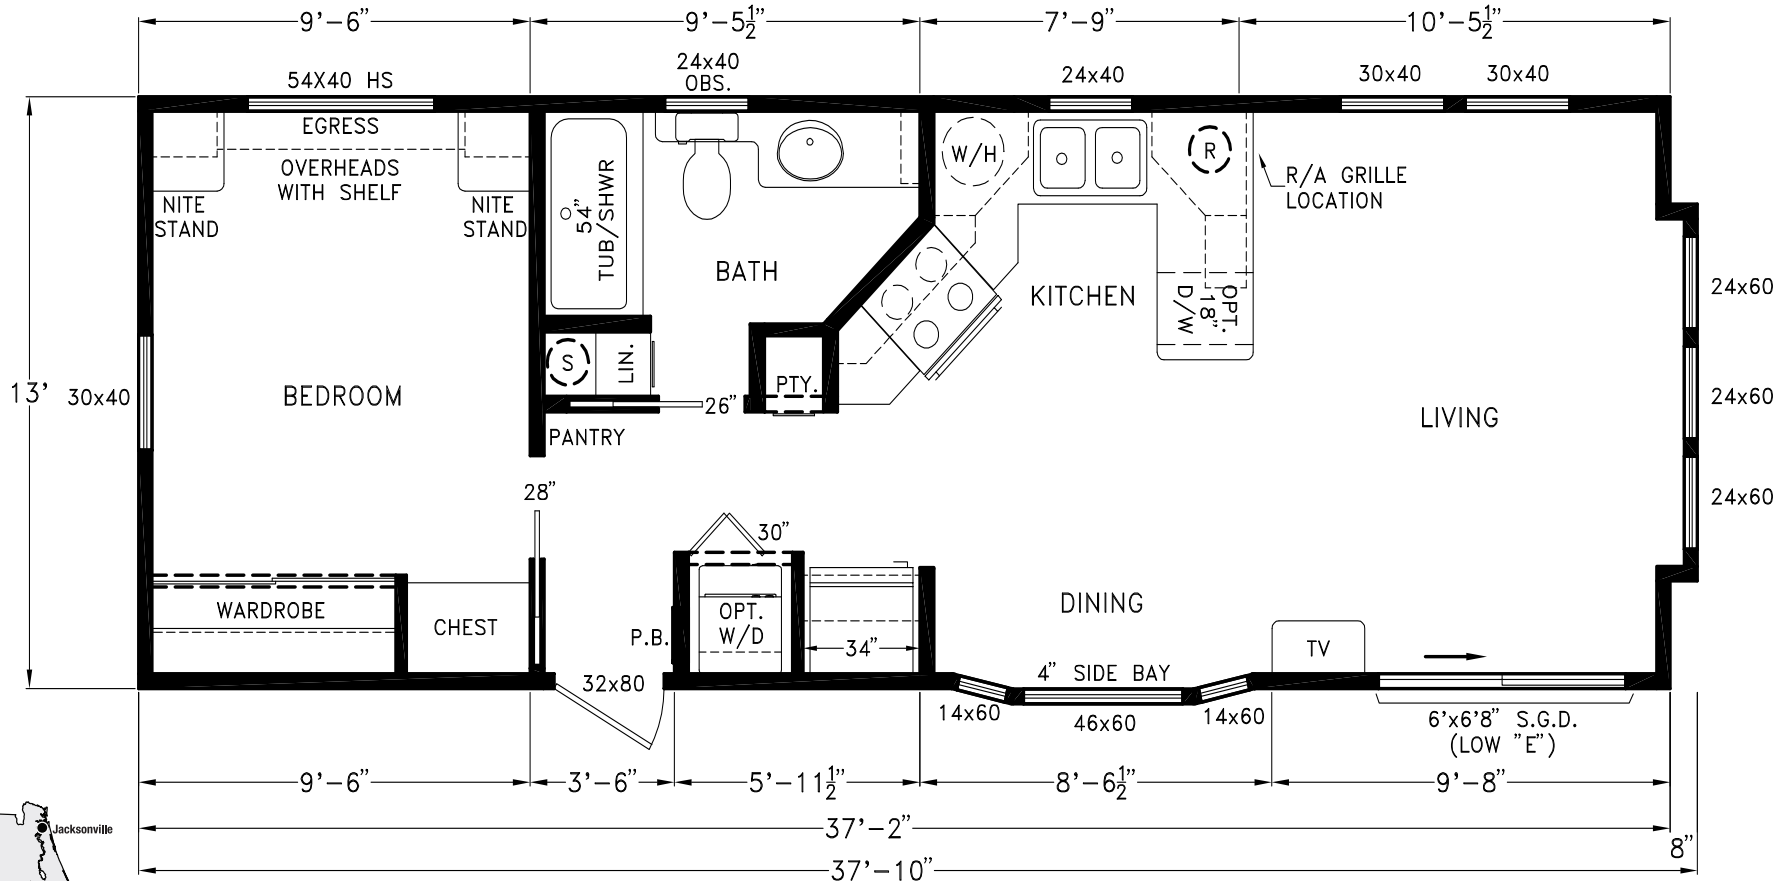 9'-6"
9'-5½"
7'-9"
10'-5½"
54X40 HS
24x40
OBS.
24x40
30x40
30x40
EGRESS
OVERHEADS
WITH SHELF
NITE
STAND
NITE
STAND
54"
TUB/SHWR
BATH
W/H
R
R/A GRILLE
LOCATION
KITCHEN
OPT.
18"
D/W
24x60
24x60
24x60
13'
30x40
BEDROOM
S
LIN.
PTY.
26"
PANTRY
LIVING
28"
30"
WARDROBE
CHEST
P.B.
OPT.
W/D
34"
DINING
TV
32x80
4" SIDE BAY
14x60
46x60
14x60
6'x6'8" S.G.D.
(LOW "E")
9'-6"
3'-6"
5'-11½"
8'-6½"
9'-8"
37'-2"
8"
37'-10"
Jacksonville